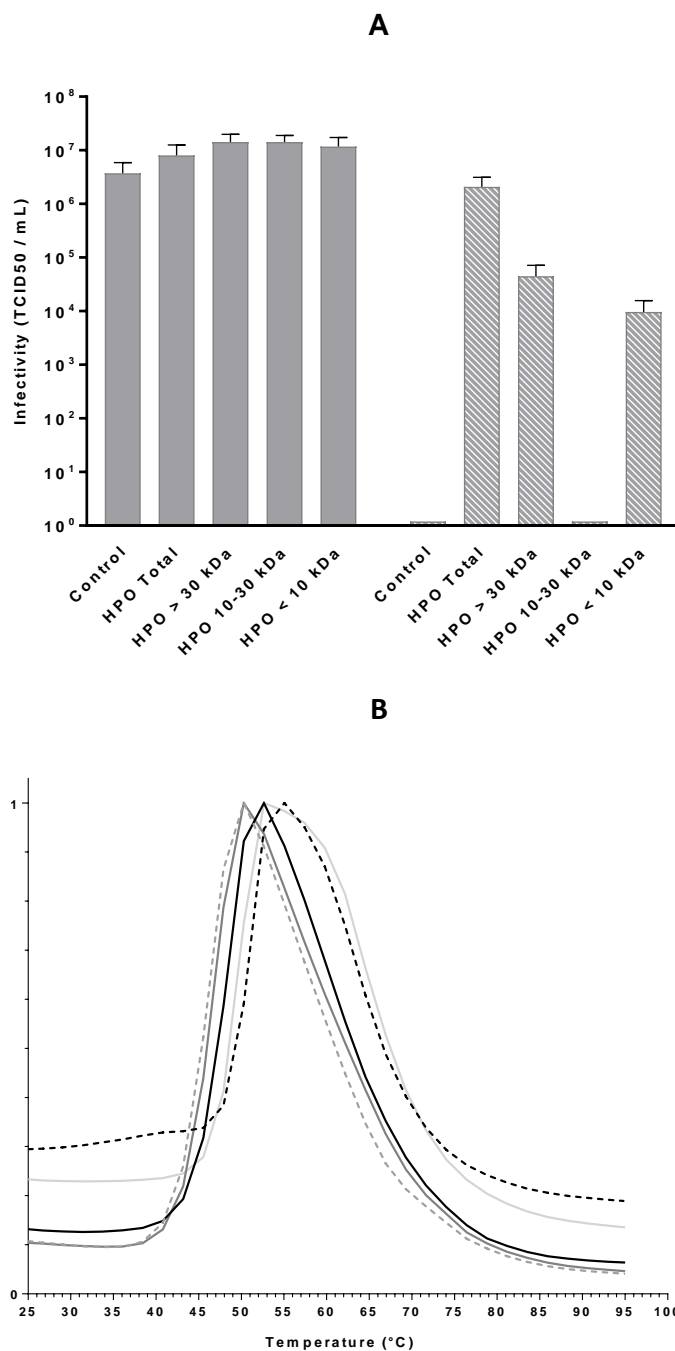 A
10⁸
10⁷
10⁶
10⁵
10⁴
10³
10²
10¹
10⁰
Infectivity (TCID50 / mL)
Control
HPO Total
HPO > 30 kDa
HPO 10-30 kDa
HPO < 10 kDa
Control
HPO Total
HPO > 30 kDa
HPO 10-30 kDa
HPO < 10 kDa
B
1
0
25 30 35 40 45 50 55 60 65 70 75 80 85 90 95 100
Temperature (°C)